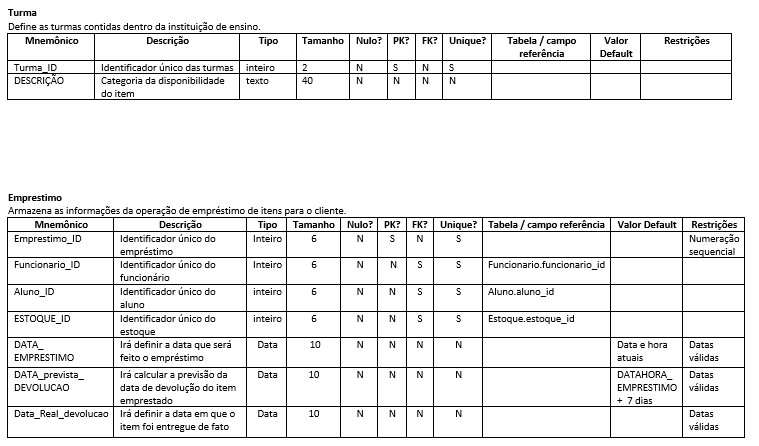 Turma
Define as turmas contidas dentro da instituição de ensino.
Mnemônico Descrição Tipo Tamanho Nulo? PK? FK? Unique? Tabela / campo referência Valor Default Restrições
Turma_ID Identificador único das turmas inteiro 2 N S N S
DESCRIÇÃO Categoria da disponibilidade do item texto 40 N N N N
Emprestimo
Armazena as informações da operação de empréstimo de itens para o cliente.
Mnemônico Descrição Tipo Tamanho Nulo? PK? FK? Unique? Tabela / campo referência Valor Default Restrições
Emprestimo_ID Identificador único do empréstimo Inteiro 6 N S N S Numeração sequencial
Funcionario_ID Identificador único do funcionário Inteiro 6 N N S S Funcionario.funcionario_id
Aluno_ID Identificador único do aluno inteiro 6 N N S S Aluno.aluno_id
ESTOQUE_ID Identificador único do estoque inteiro 6 N N S S Estoque.estoque_id
DATA_ EMPRESTIMO Irá definir a data que será feito o empréstimo Data 10 N N N N Data e hora atuais Datas válidas
DATA_prevista_ DEVOLUCAO Irá calcular a previsão da data de devolução do item emprestado Data 10 N N N N DATAHORA_ EMPRESTIMO + 7 dias Datas válidas
Data_Real_devolucao Irá definir a data em que o item foi entregue de fato Data 10 N N N N Datas válidas